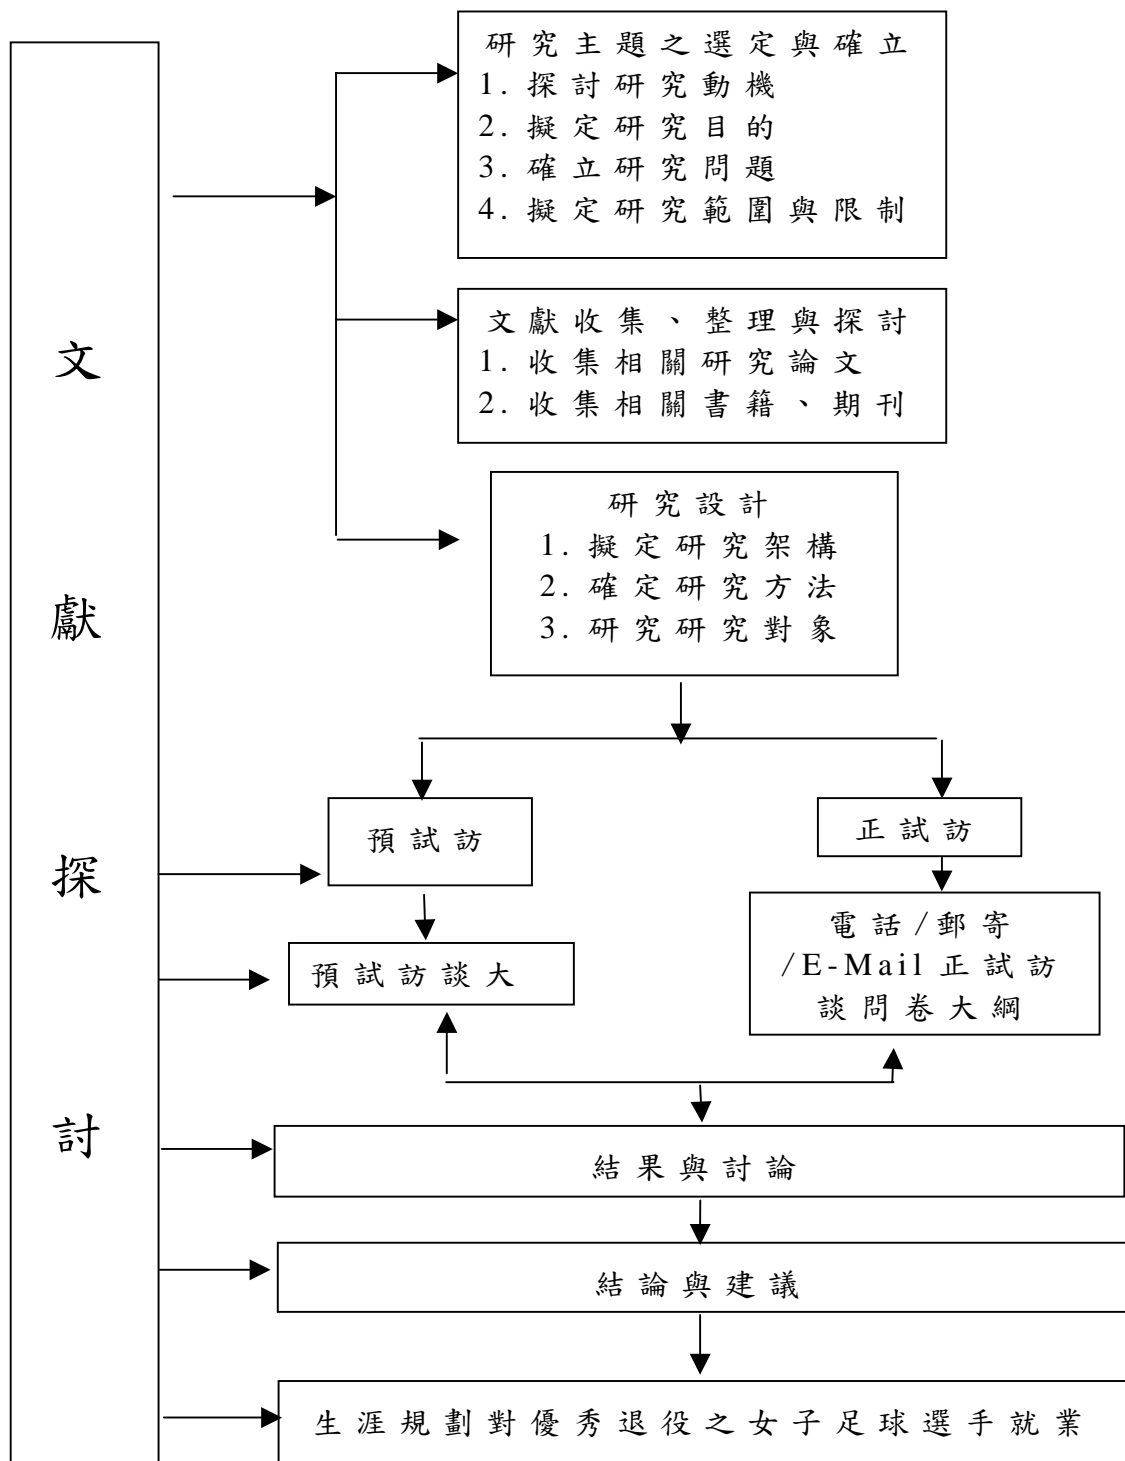 文獻探討
研究主題之選定與確立
1. 探討研究動機
2. 擬定研究目的
3. 確立研究問題
4. 擬定研究範圍與限制
文獻收集、整理與探討
1. 收集相關研究論文
2. 收集相關書籍、期刊
研究設計
1. 擬定研究架構
2. 確定研究方法
3. 研究研究對象
預試訪
正試訪
預試訪談大
電話/郵寄
/E-Mail 正試訪
談問卷大綱
結果與討論
結論與建議
生涯規劃對優秀退役之女子足球選手就業